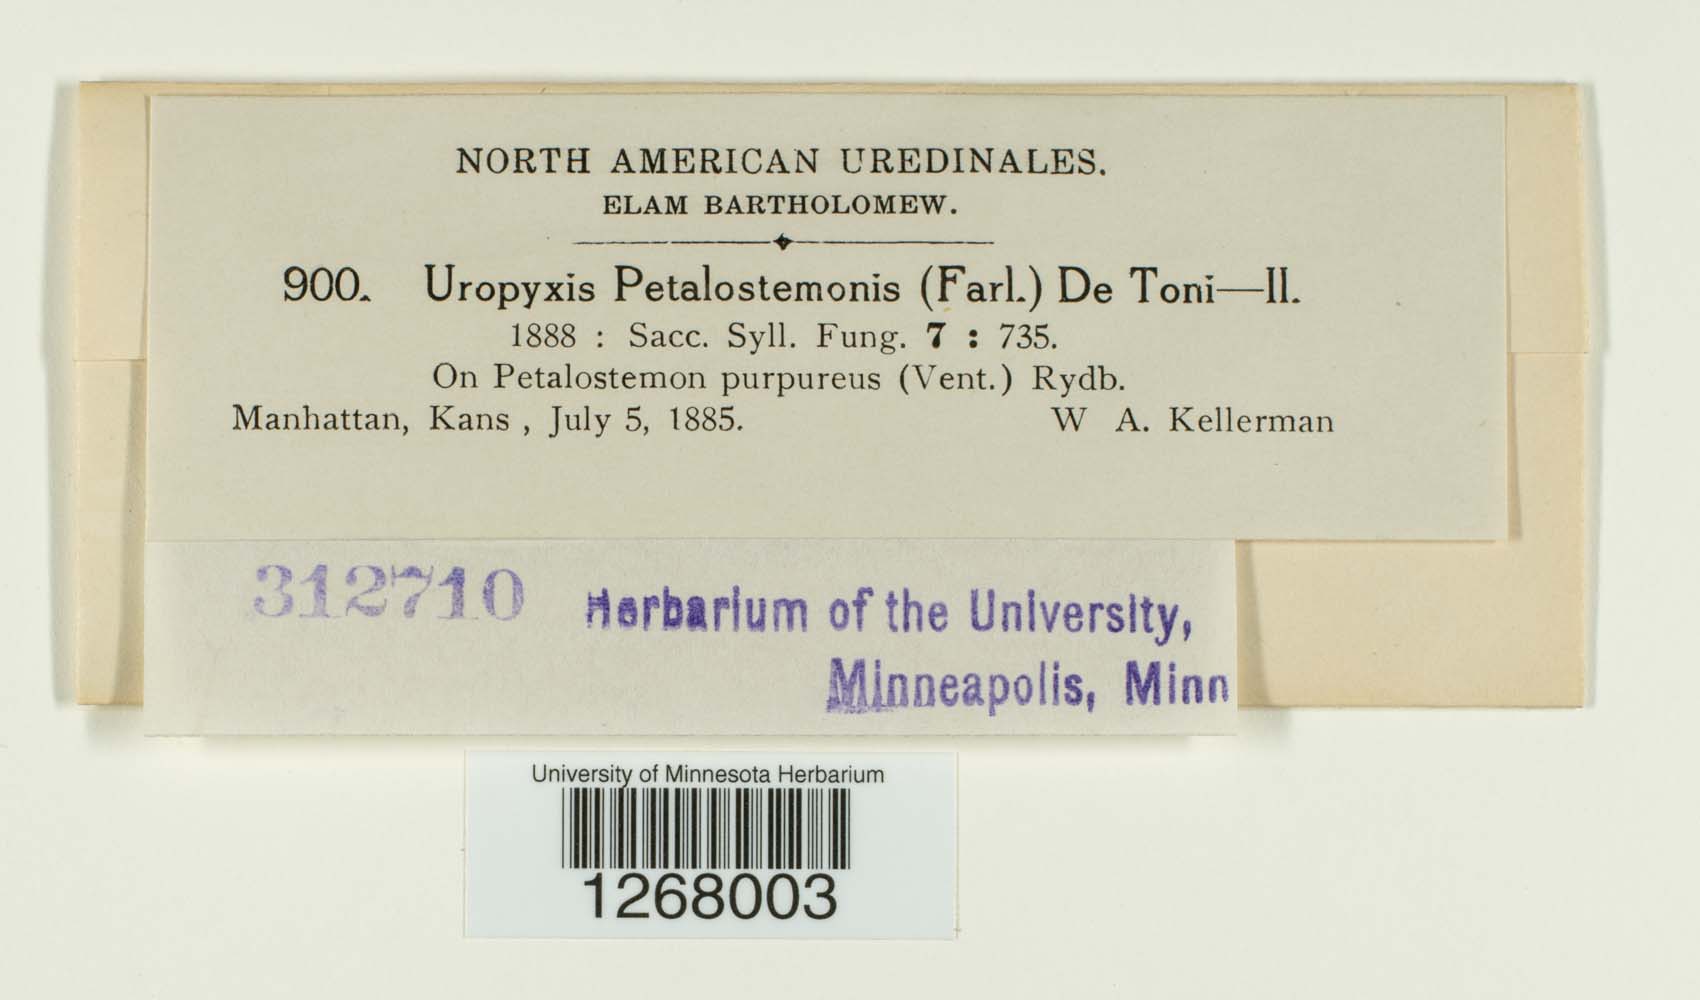 NORTH AMERICAN UREDINALES.
ELAM BARTHOLOMEW.
900. Uropyxis Petalostemonis (Farl.) De Toni—II.
1888 : Sacc. Syll. Fung. 7 : 735.
On Petalostemon purpureus (Vent.) Rydb.
Manhattan, Kans , July 5, 1885. W A. Kellerman
312710 Herbarium of the University,
Minneapolis, Minn
University of Minnesota Herbarium
1268003